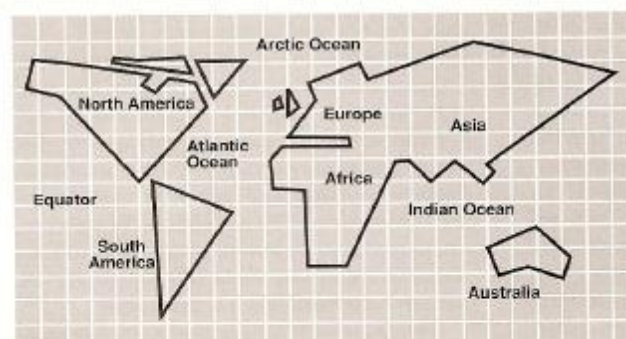 Arctic Ocean
North America
Europe
Asia
Atlantic
Ocean
Africa
Equator
Indian Ocean
South
America
Australia